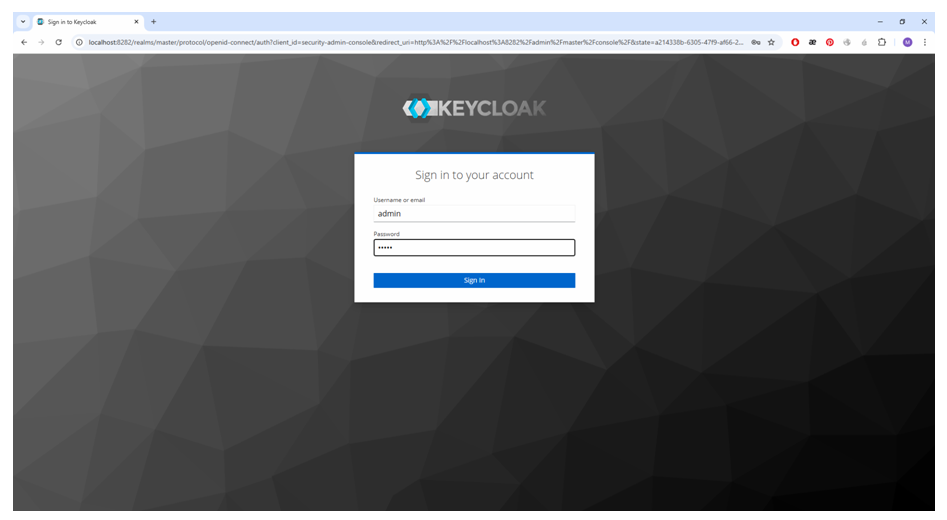 Sign in to Keycloak
localhost:8282/realms/master/protocol/openid-connect/auth?client_id=security-admin-console&redirect_uri=http%3A%2F%2Flocalhost%3A8282%2Fadmin%2Fmaster%2Fconsole%2F&state=a214338b-6305-47f9-af66-2...
KEYCLOAK
Sign in to your account
Username or email
admin
Password
•••••
Sign In